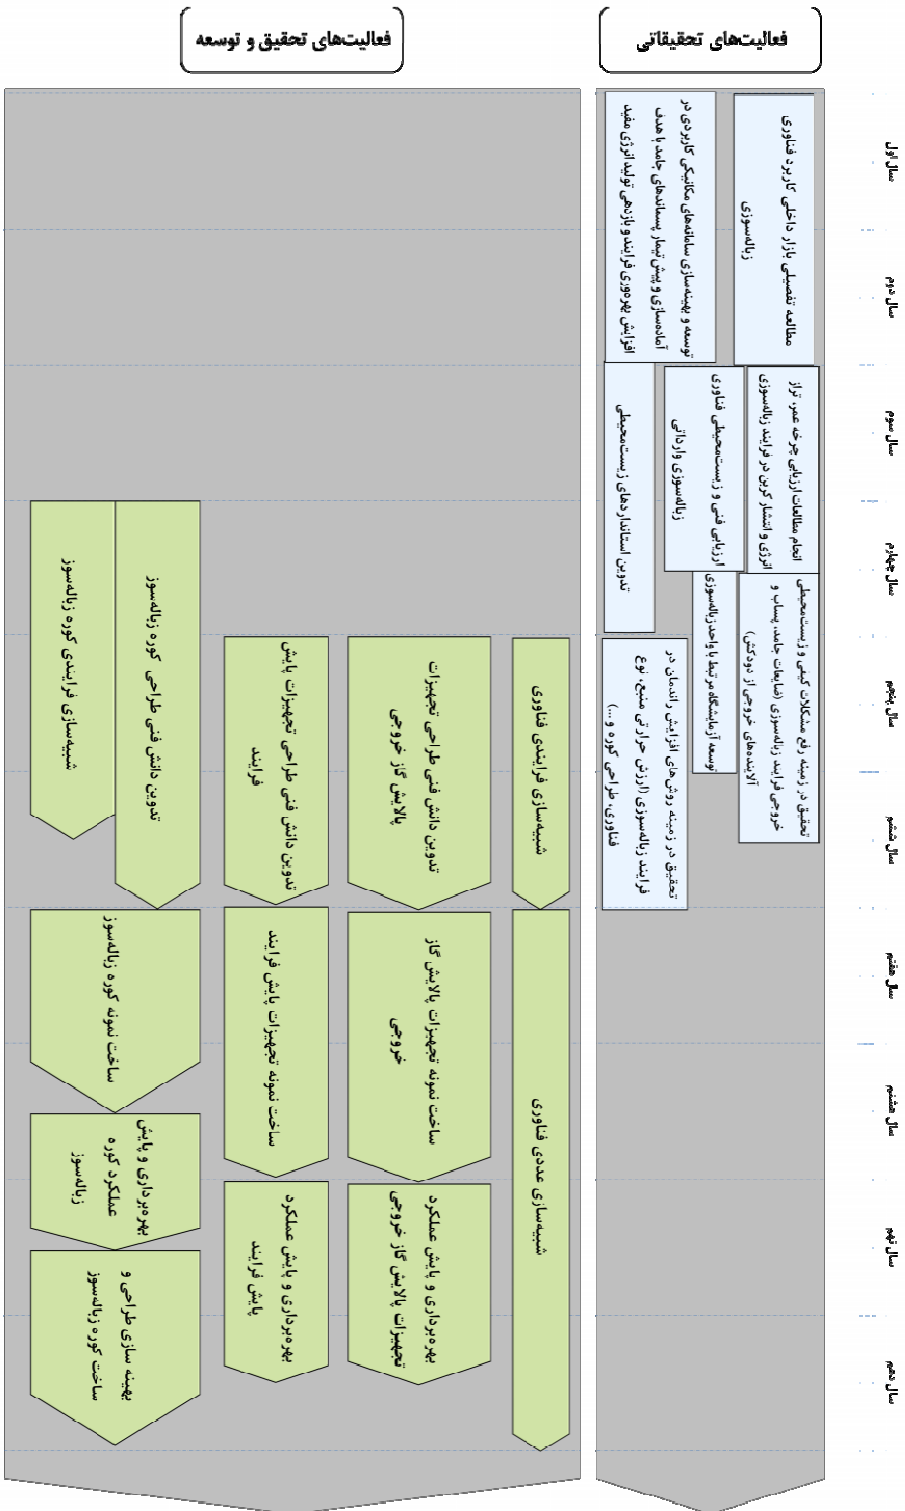 فعالیت‌های تحقیقاتی
فعالیت‌های تحقیق و توسعه
سال اول
سال دوم
سال سوم
سال چهارم
سال پنجم
سال ششم
سال هفتم
سال هشتم
سال نهم
سال دهم
مطالعه تفصیلی بازار داخلی کاربرد فناوری
زباله‌سوزی
توسعه و بهینه‌سازی سامانه‌های مکانیکی کاربردی در
آماده‌سازی و پیش تیمار پسماندهای جامد با هدف
افزایش بهره‌وری فرایند و بازدهی تولید انرژی مفید
انجام مطالعات ارزیابی چرخه عمر، تراز
انرژی و انتشار کربن در فرایند زباله‌سوزی
ارزیابی فنی و زیست‌محیطی فناوری
زباله‌سوزی وارداتی
تدوین استانداردهای زیست‌محیطی
تحقیق در زمینه رفع مشکلات کیفی و زیست‌محیطی
خروجی فرایند زباله‌سوزی (ضایعات جامد، پساب و
آلاینده‌های خروجی از دودکش)
توسعه آزمایشگاه مرتبط با واحد زباله‌سوزی
تحقیق در زمینه روش‌های افزایش راندمان در
فرایند زباله‌سوزی (ارزش حرارتی منبع، نوع
فناوری، طراحی کوره و ...)
شبیه‌سازی فرایندی فناوری
شبیه‌سازی عددی فناوری
تدوین دانش فنی طراحی تجهیزات
پالایش گاز خروجی
ساخت نمونه تجهیزات پالایش گاز
خروجی
بهره‌برداری و پایش عملکرد
تجهیزات پالایش گاز خروجی
تدوین دانش فنی طراحی تجهیزات پایش
فرایند
ساخت نمونه تجهیزات پایش فرایند
بهره‌برداری و پایش عملکرد
پایش فرایند
تدوین دانش فنی طراحی کوره زباله‌سوز
شبیه‌سازی فرایندی کوره زباله‌سوز
ساخت نمونه کوره زباله‌سوز
بهره‌برداری و پایش
عملکرد کوره
زباله‌سوز
بهینه سازی طراحی و
ساخت کوره زباله‌سوز